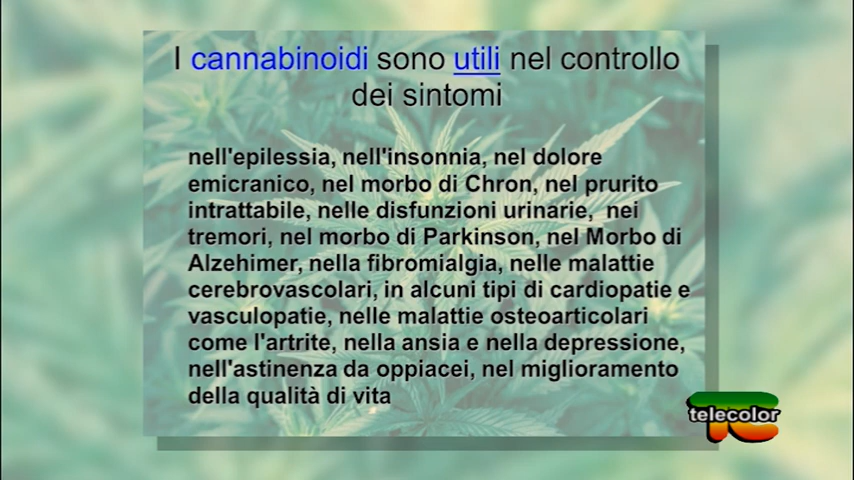 I cannabinoidi sono utili nel controllo
dei sintomi
nell'epilessia, nell'insonnia, nel dolore
emicranico, nel morbo di Chron, nel prurito
intrattabile, nelle disfunzioni urinarie, nei
tremori, nel morbo di Parkinson, nel Morbo di
Alzehimer, nella fibromialgia, nelle malattie
cerebrovascolari, in alcuni tipi di cardiopatie e
vasculopatie, nelle malattie osteoarticolari
come l'artrite, nella ansia e nella depressione,
nell'astinenza da oppiacei, nel miglioramento
della qualità di vita
telecolor